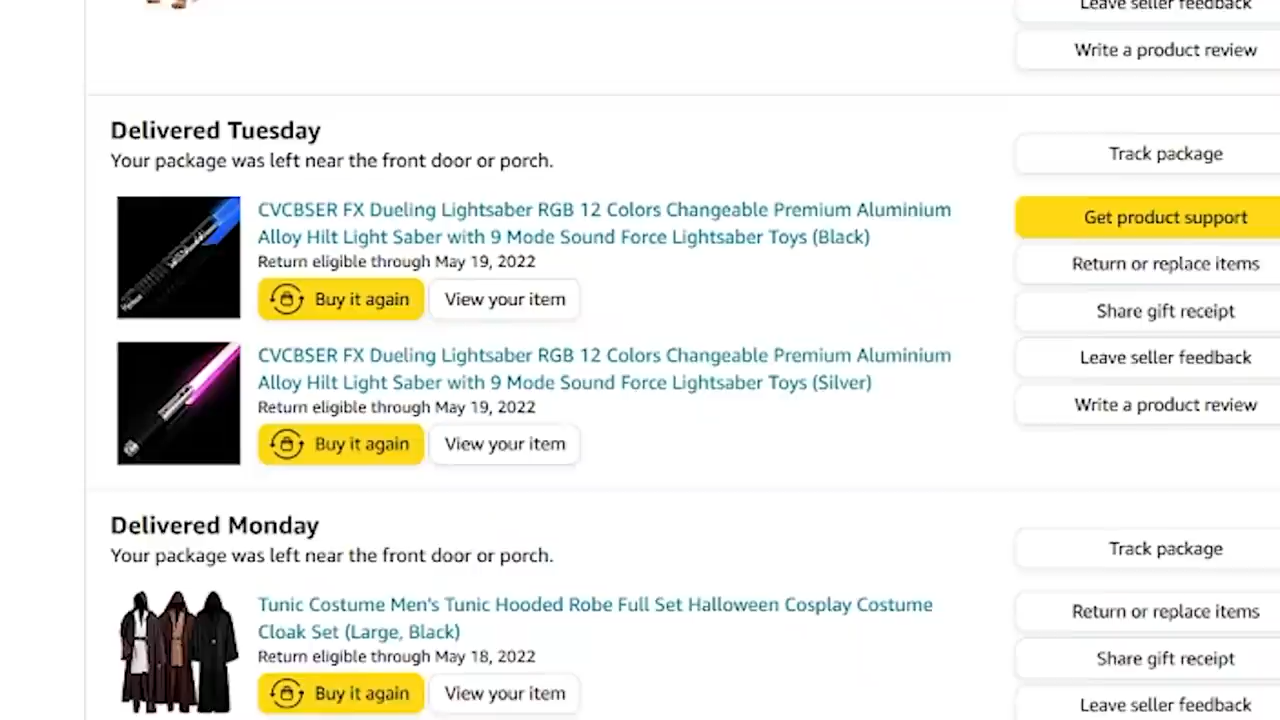 Leave seller feedback
Write a product review
Delivered Tuesday
Your package was left near the front door or porch.
Track package
CVCBSER FX Dueling Lightsaber RGB 12 Colors Changeable Premium Aluminium
Alloy Hilt Light Saber with 9 Mode Sound Force Lightsaber Toys (Black)
Return eligible through May 19, 2022
Buy it again
View your item
Get product support
Return or replace items
Share gift receipt
Leave seller feedback
Write a product review
CVCBSER FX Dueling Lightsaber RGB 12 Colors Changeable Premium Aluminium
Alloy Hilt Light Saber with 9 Mode Sound Force Lightsaber Toys (Silver)
Return eligible through May 19, 2022
Buy it again
View your item
Delivered Monday
Your package was left near the front door or porch.
Track package
Tunic Costume Men's Tunic Hooded Robe Full Set Halloween Cosplay Costume
Cloak Set (Large, Black)
Return eligible through May 18, 2022
Buy it again
View your item
Return or replace items
Share gift receipt
Leave seller feedback